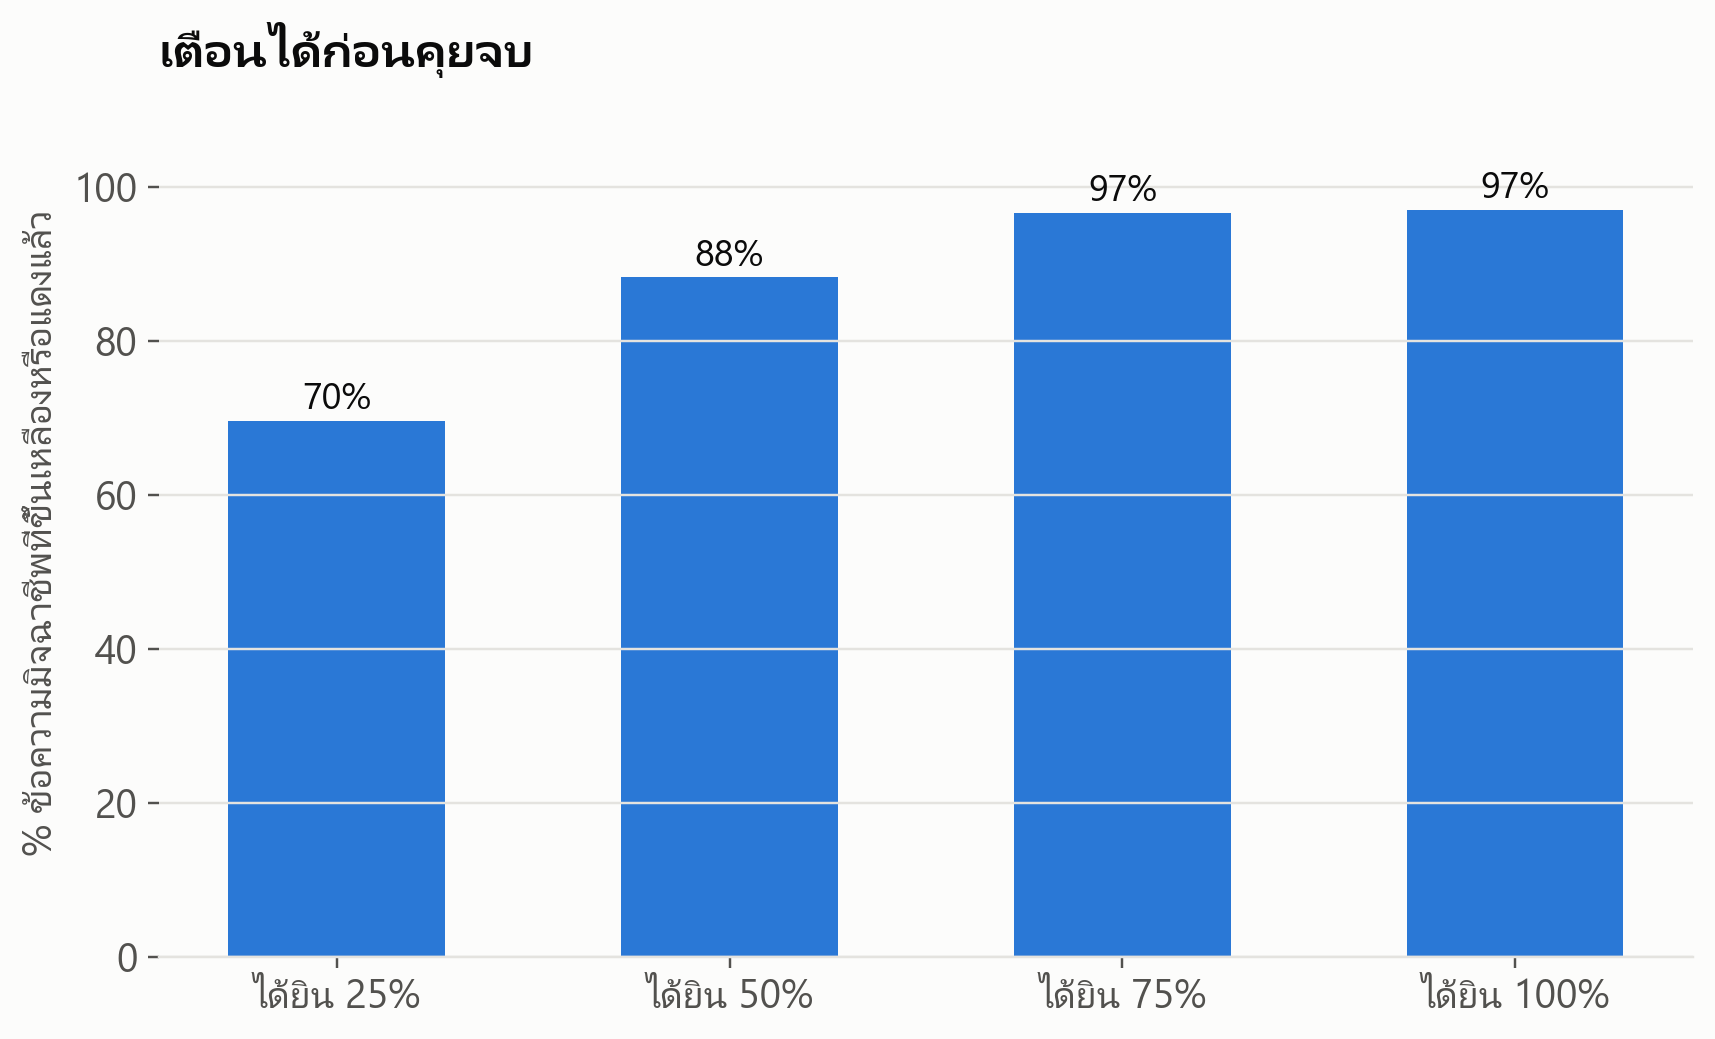 เตือนได้ก่อนคุยจบ
% ข้อความมิจฉาชีพที่ขึ้นเหลืองหรือแดงแล้ว
100
80
60
40
20
0
70%
88%
97%
97%
ได้ยิน 25%
ได้ยิน 50%
ได้ยิน 75%
ได้ยิน 100%